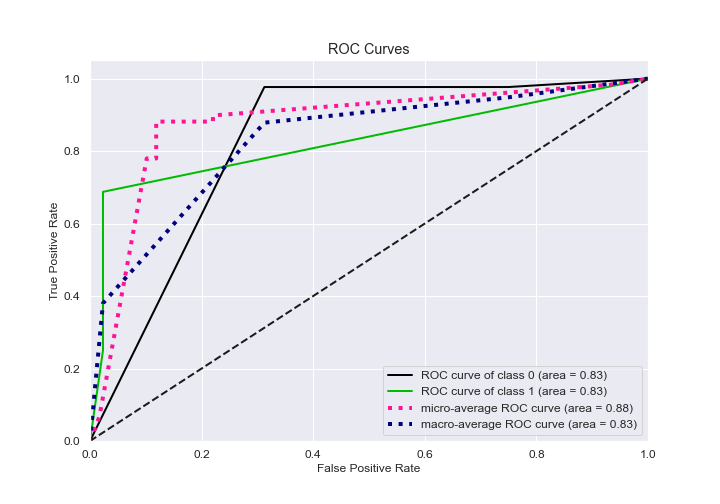 ROC Curves
1.0
0.8
0.6
0.4
0.2
0.0
True Positive Rate
0.0 0.2 0.4 0.6 0.8 1.0
False Positive Rate
ROC curve of class 0 (area = 0.83)
ROC curve of class 1 (area = 0.83)
micro-average ROC curve (area = 0.88)
macro-average ROC curve (area = 0.83)